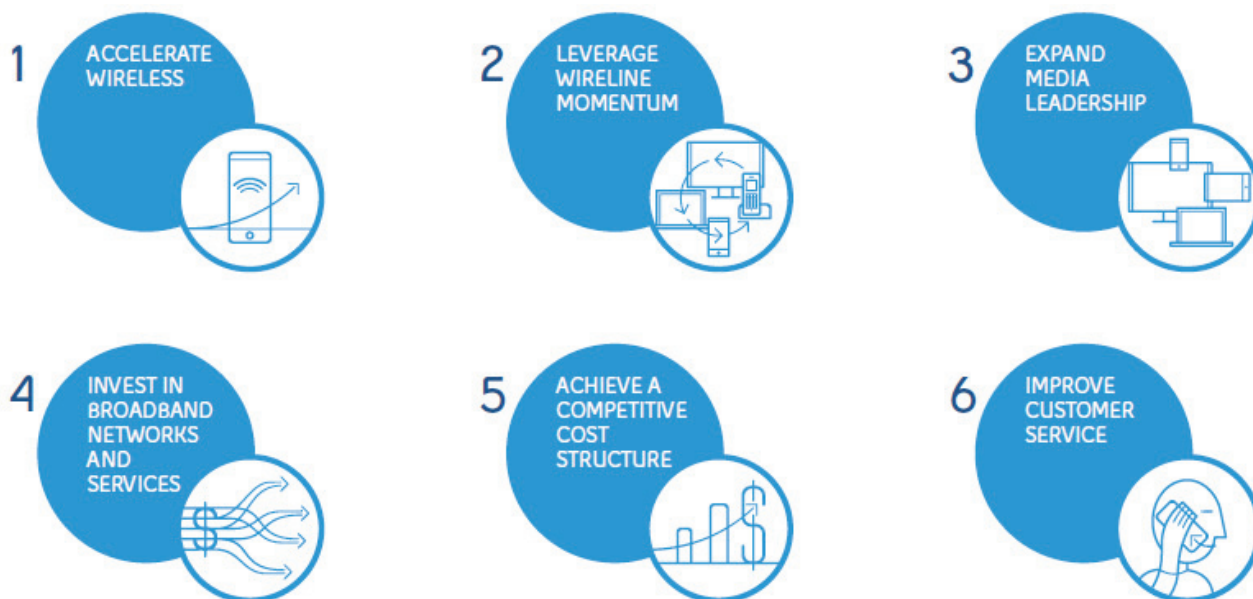 1
ACCELERATE
WIRELESS
2
LEVERAGE
WIRELINE
MOMENTUM
3
EXPAND
MEDIA
LEADERSHIP
4
INVEST IN
BROADBAND
NETWORKS
AND
SERVICES
$
5
ACHIEVE A
COMPETITIVE
COST
STRUCTURE
$
6
IMPROVE
CUSTOMER
SERVICE